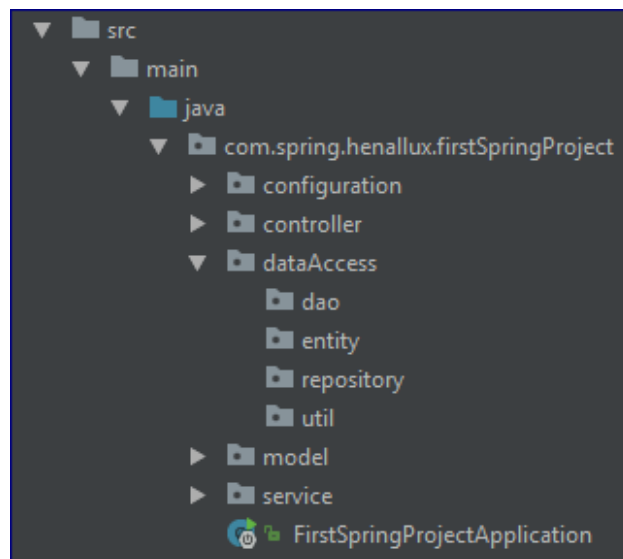 src
main
java
com.spring.henallux.firstSpringProject
configuration
controller
dataAccess
dao
entity
repository
util
model
service
FirstSpringProjectApplication